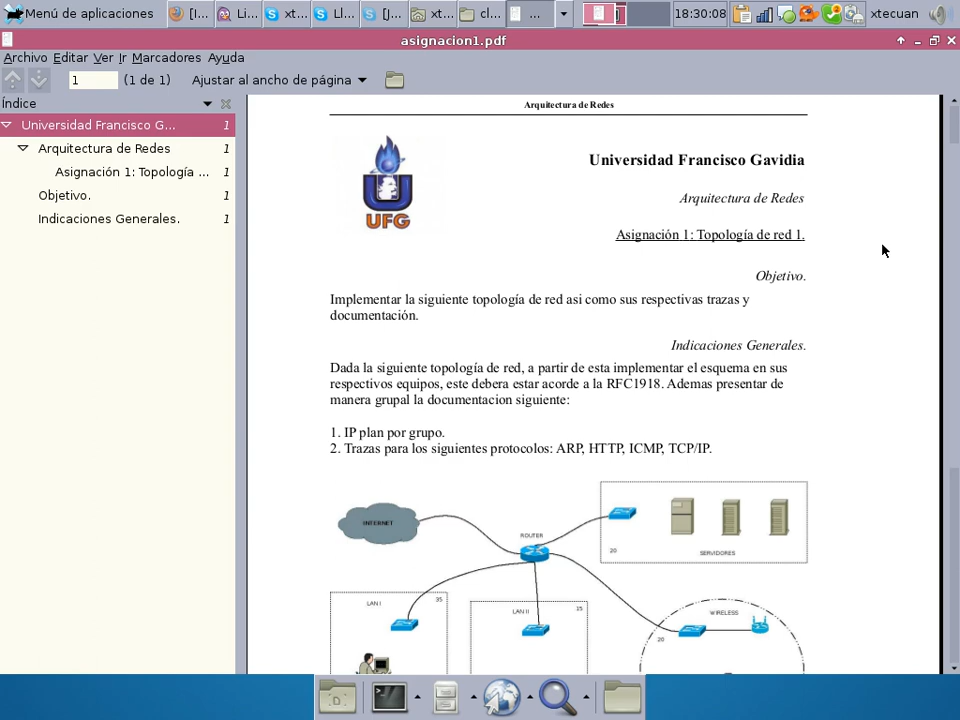 Menú de aplicaciones [I... Li... xt... Ll... [J... xt... cl... ... 18:30:08 xtecuan
asignacion1.pdf
Archivo Editar Ver Ir Marcadores Ayuda
1 (1 de 1) Ajustar al ancho de página
Índice
Universidad Francisco G... 1
Arquitectura de Redes 1
Asignación 1: Topología ... 1
Objetivo. 1
Indicaciones Generales. 1
Arquitectura de Redes
UFG
Universidad Francisco Gavidia
Arquitectura de Redes
Asignación 1: Topología de red 1.
Objetivo.
Implementar la siguiente topología de red asi como sus respectivas trazas y
documentación.
Indicaciones Generales.
Dada la siguiente topología de red, a partir de esta implementar el esquema en sus
respectivos equipos, este debera estar acorde a la RFC1918. Ademas presentar de
manera grupal la documentacion siguiente:
1. IP plan por grupo.
2. Trazas para los siguientes protocolos: ARP, HTTP, ICMP, TCP/IP.
INTERNET
ROUTER
20
SERVIDORES
LAN I
35
LAN II
15
WIRELESS
20